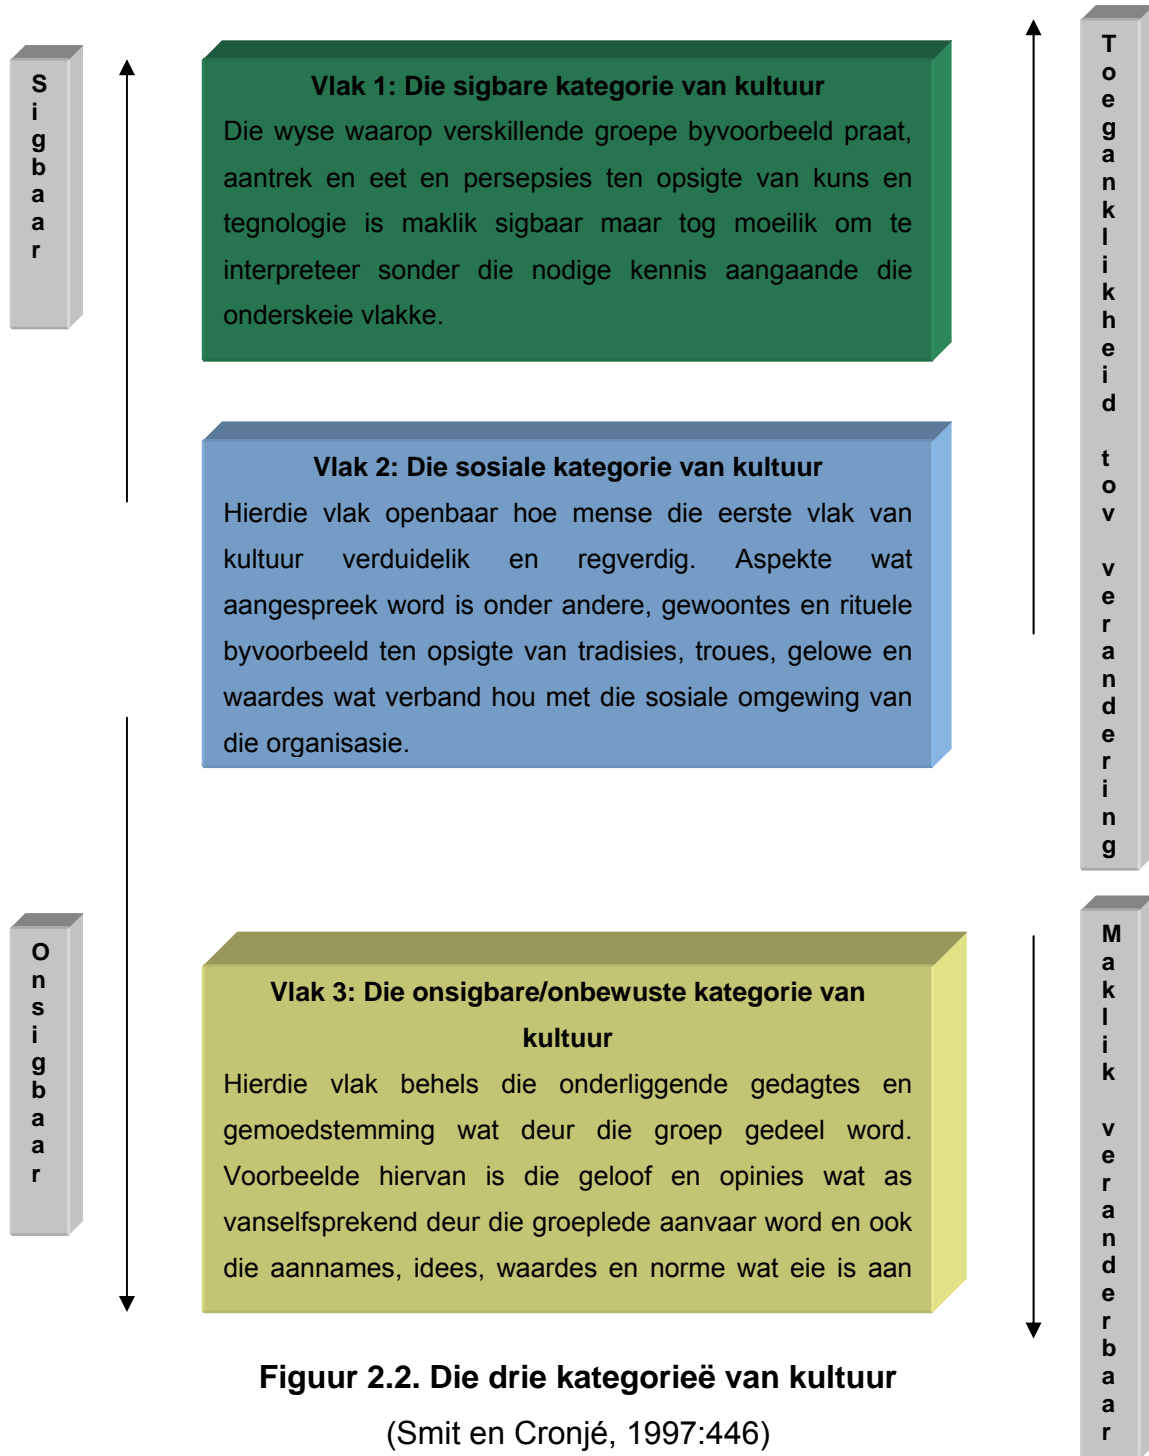 Sigbaar
Toeganklikheid tov verandering
Vlak 1: Die sigbare kategorie van kultuur
Die wyse waarop verskillende groepe byvoorbeeld praat,
aantrek en eet en persepsies ten opsigte van kuns en
tegnologie is maklik sigbaar maar tog moeilik om te
interpreteer sonder die nodige kennis aangaande die
onderskeie vlakke.
Vlak 2: Die sosiale kategorie van kultuur
Hierdie vlak openbaar hoe mense die eerste vlak van
kultuur verduidelik en regverdig. Aspekte wat
aangespreek word is onder andere, gewoontes en rituele
byvoorbeeld ten opsigte van tradisies, troues, gelowe en
waardes wat verband hou met die sosiale omgewing van
die organisasie.
Onsigbaar
Maklik veranderbaar
Vlak 3: Die onsigbare/onbewuste kategorie van
kultuur
Hierdie vlak behels die onderliggende gedagtes en
gemoedstemming wat deur die groep gedeel word.
Voorbeelde hiervan is die geloof en opinies wat as
vanselfsprekend deur die groeplede aanvaar word en ook
die aannames, idees, waardes en norme wat eie is aan
Figuur 2.2. Die drie kategorieë van kultuur
(Smit en Cronjé, 1997:446)